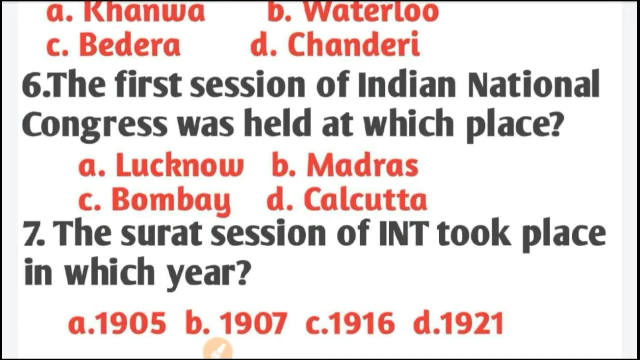 a. Khanwa b. Waterloo
c. Bedera d. Chanderi
6.The first session of Indian National
Congress was held at which place?
a. Lucknow b. Madras
c. Bombay d. Calcutta
7. The surat session of INT took place
in which year?
a.1905 b. 1907 c.1916 d.1921